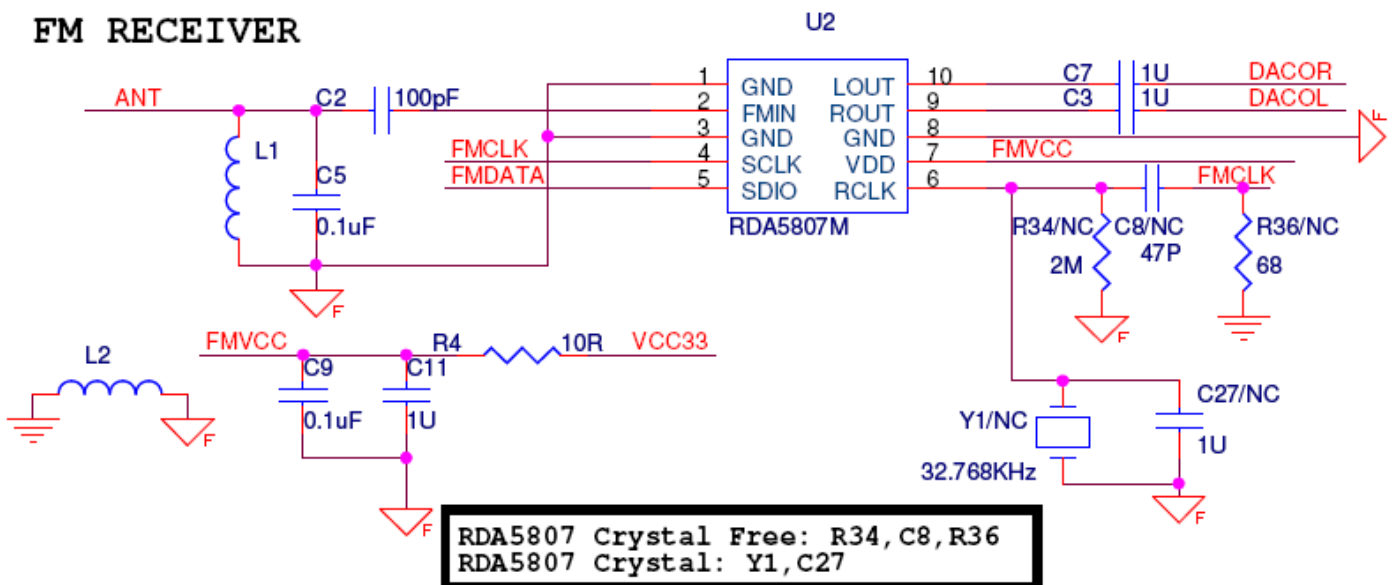 FM RECEIVER
U2
ANT
C2
100pF
L1
C5
0.1uF
FMCLK
FMDATA
1
2
3
4
5
GND
FMIN
GND
SCLK
SDIO
LOUT
ROUT
GND
VDD
RCLK
10
9
8
7
6
RDA5807M
C7
1U
DACOR
C3
1U
DACOL
F
FMVCC
FMCLK
R34/NC
2M
C8/NC
47P
R36/NC
68
F
F
L2
F
FMVCC
C9
0.1uF
C11
1U
R4
10R
VCC33
F
Y1/NC
32.768KHz
C27/NC
1U
F
RDA5807 Crystal Free: R34,C8,R36
RDA5807 Crystal: Y1,C27